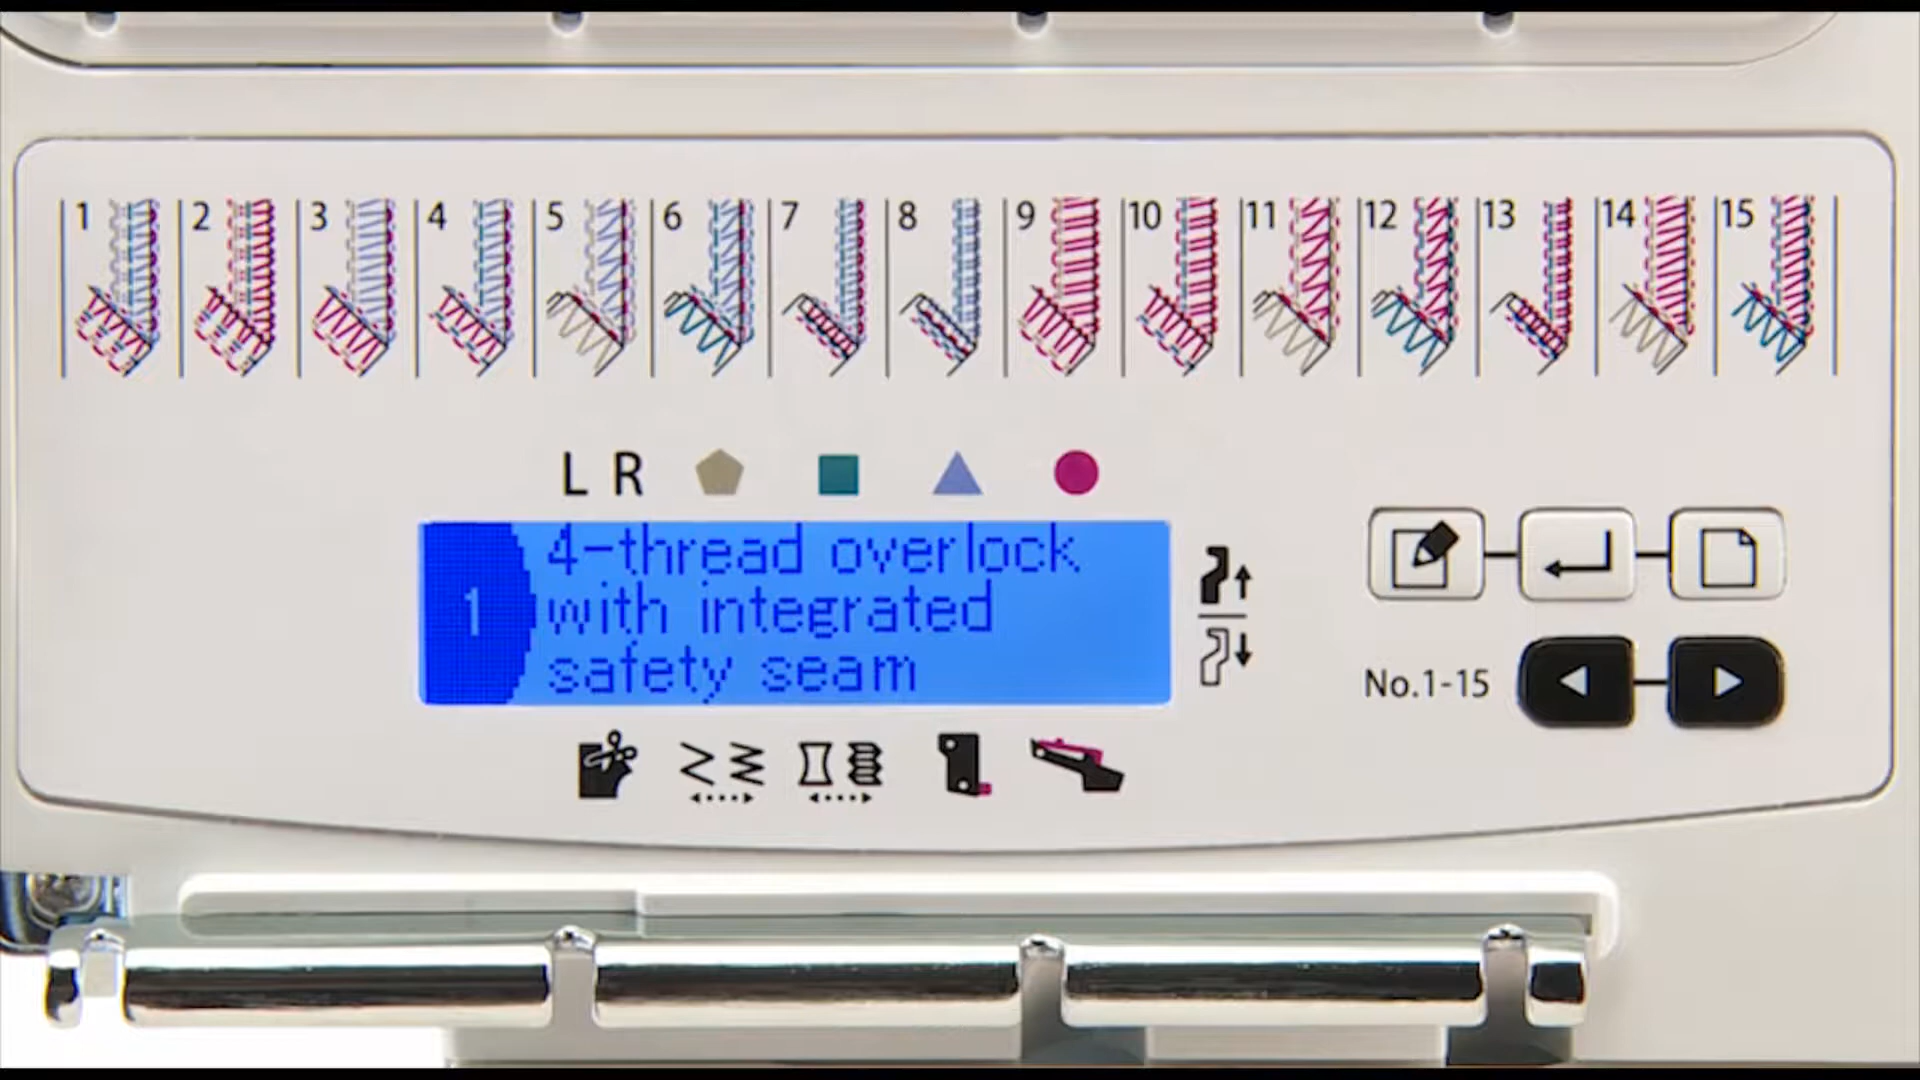 1 2 3 4 5 6 7 8 9 10 11 12 13 14 15
L R
1
4-thread overlock
with integrated
safety seam
No.1-15